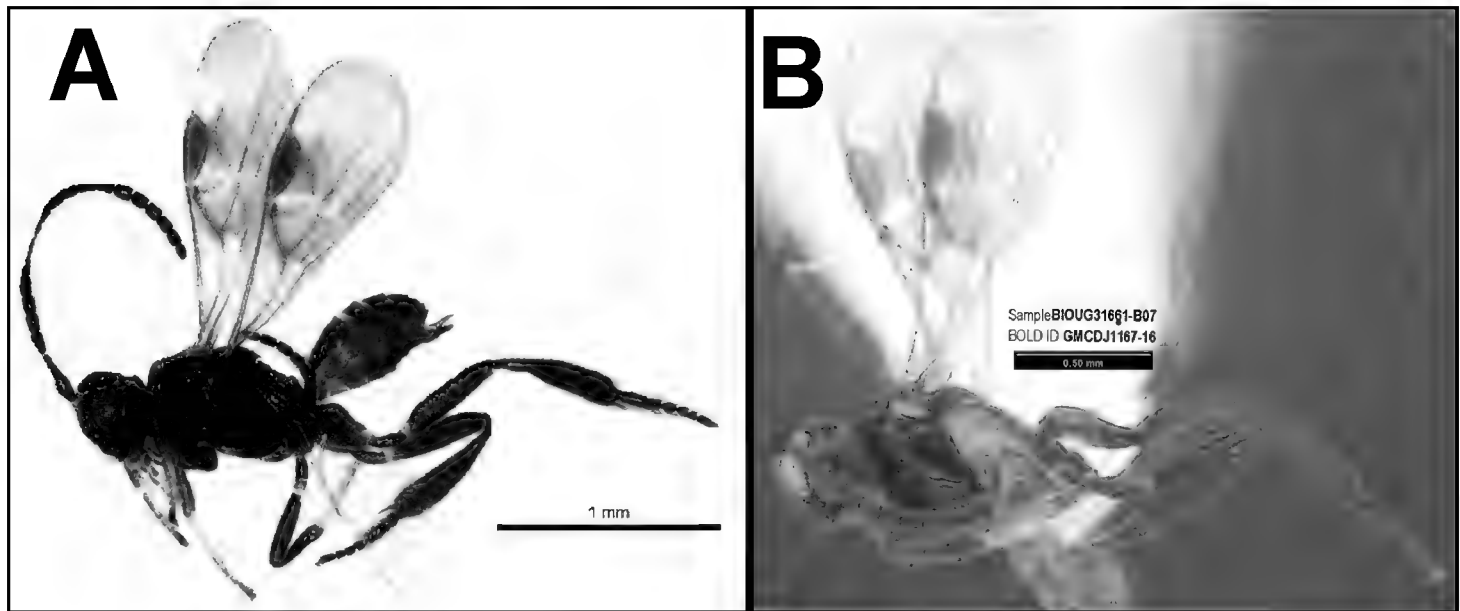 A
B
1 mm
SampleBIOUG31661-B07
BOLD ID GMCDJ1167-16
0.50 mm